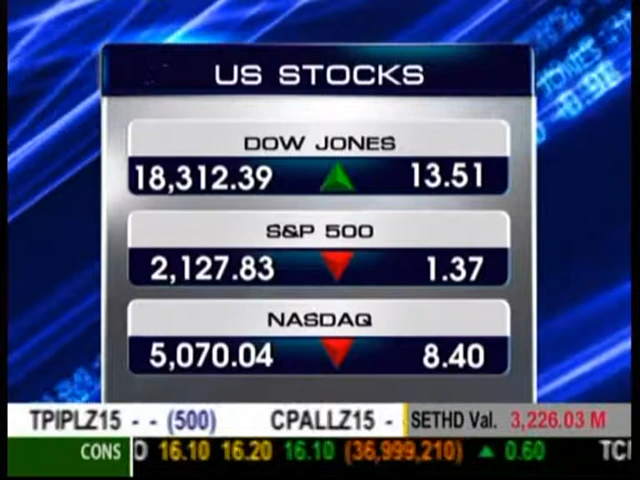 US STOCKS
DOW JONES
18,312.39 13.51
S&P 500
2,127.83 1.37
NASDAQ
5,070.04 8.40
TPIPLZ15 - - (500) CPALLZ15 - SETHD Val. 3,226.03 M
CONS D 16.10 16.20 16.10 (36,999,210) ▲ 0.60 TC